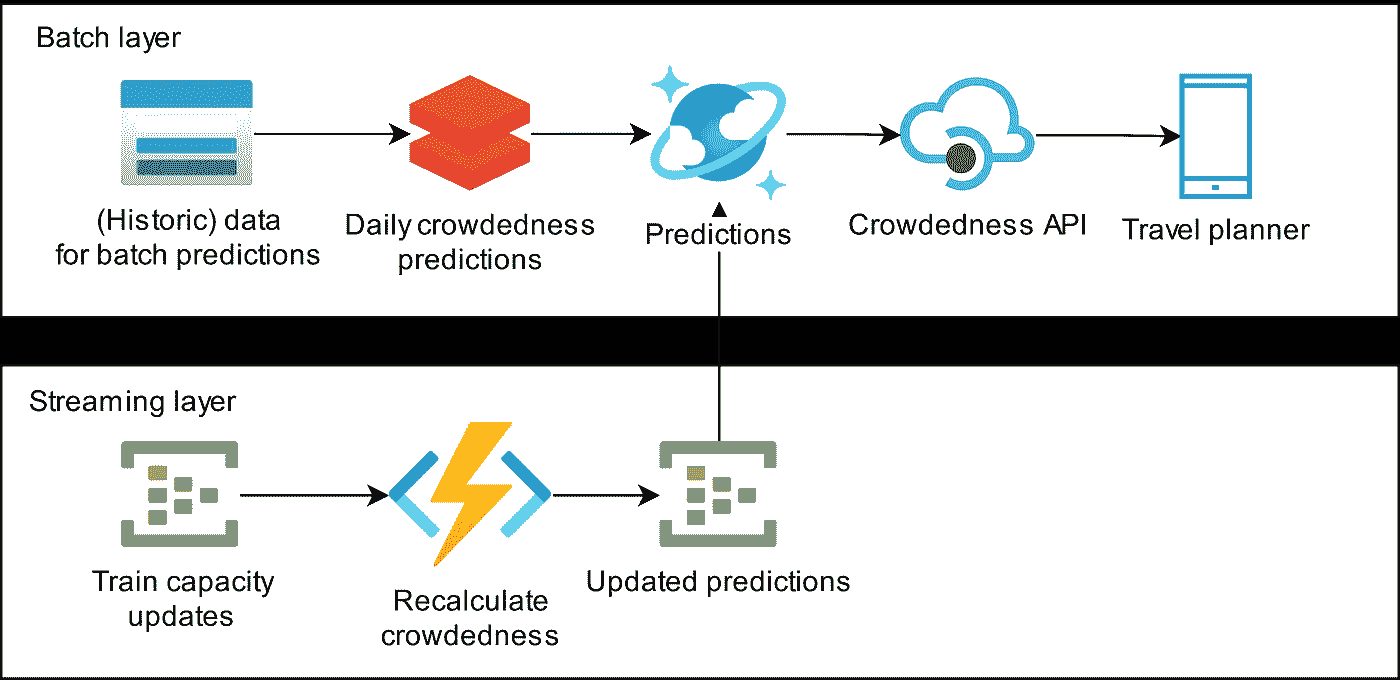 Batch layer
(Historic) data
for batch predictions
Daily crowdedness
predictions
Predictions
Crowdedness API
Travel planner
Streaming layer
Train capacity
updates
Recalculate
crowdedness
Updated predictions